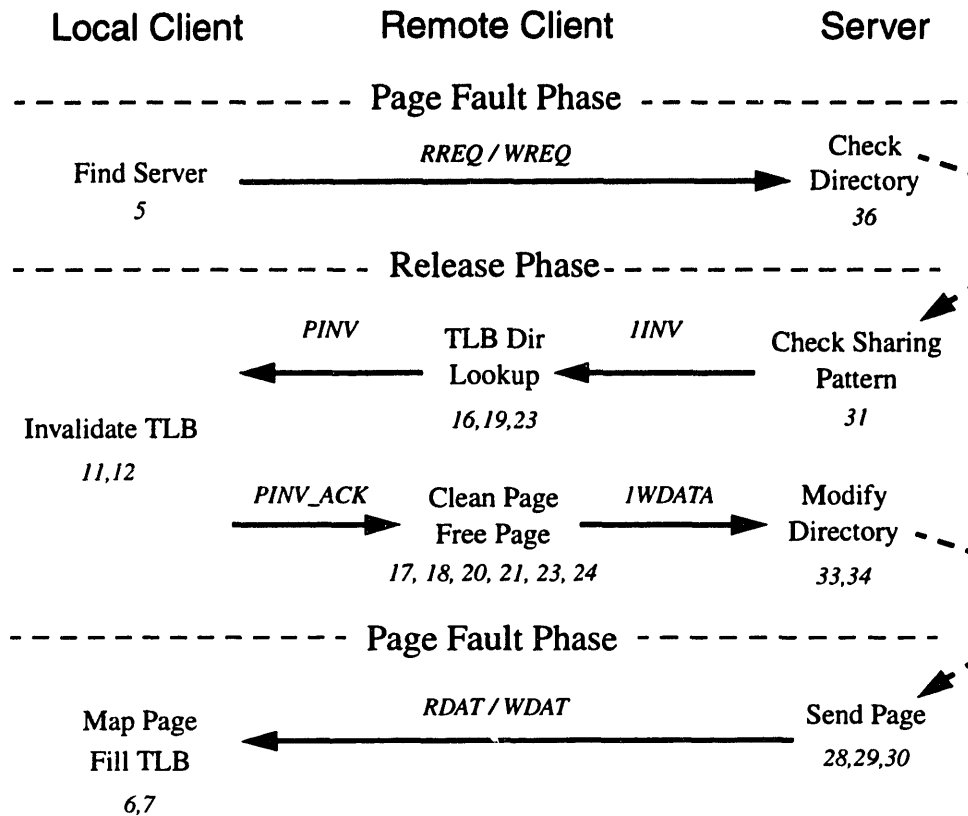 Local Client Remote Client Server
Page Fault Phase
RREQ / WREQ
Find Server
5
Check
Directory
36
Release Phase
PINV
TLB Dir
Lookup
16,19,23
1INV
Check Sharing
Pattern
31
Invalidate TLB
11,12
PINV_ACK
Clean Page
Free Page
17, 18, 20, 21, 23, 24
1WDATA
Modify
Directory
33,34
Page Fault Phase
RDAT / WDAT
Map Page
Fill TLB
6,7
Send Page
28,29,30